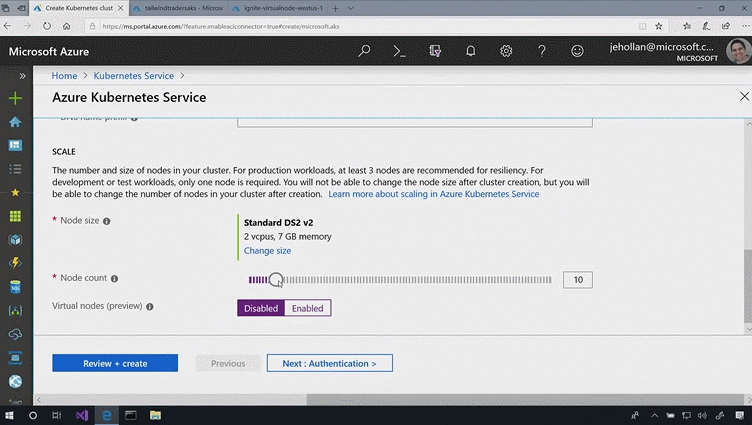 Create Kubernetes clust
tailwindtradersaks - Micros
ignite-virtualnode-westus-1
https://ms.portal.azure.com/?feature.enableaciconnector=true#create/microsoft.aks
Microsoft Azure
jehollan@microsoft.c...
MICROSOFT
Home > Kubernetes Service >
Azure Kubernetes Service
DNS name prefix
SCALE
The number and size of nodes in your cluster. For production workloads, at least 3 nodes are recommended for resiliency. For
development or test workloads, only one node is required. You will not be able to change the node size after cluster creation, but you will
be able to change the number of nodes in your cluster after creation. Learn more about scaling in Azure Kubernetes Service
* Node size
Standard DS2 v2
2 vcpus, 7 GB memory
Change size
* Node count
10
Virtual nodes (preview)
Disabled Enabled
Review + create
Previous
Next : Authentication >